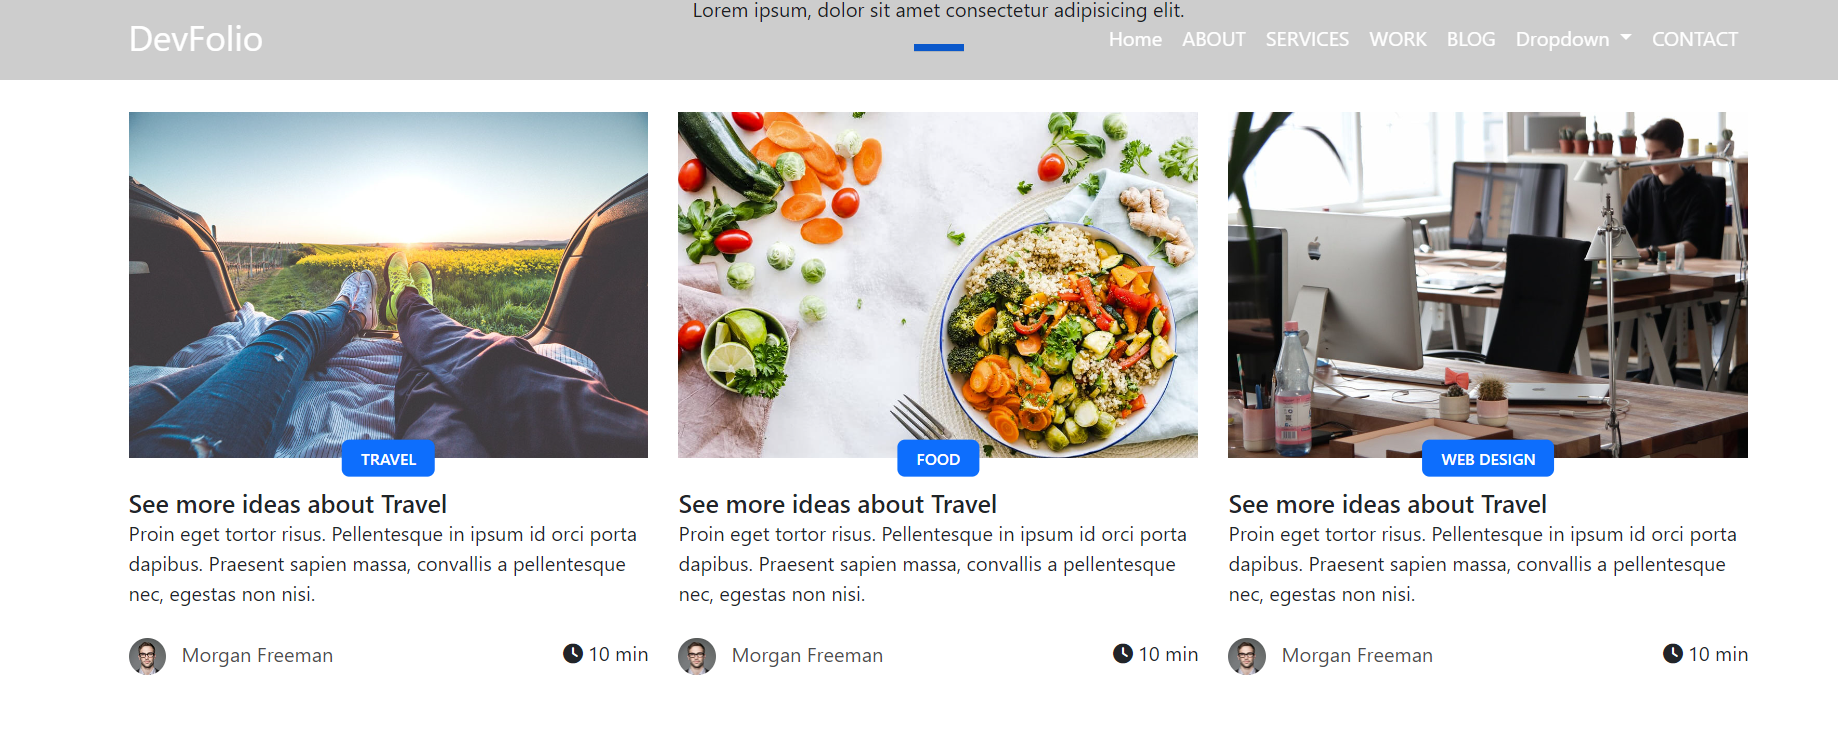 Lorem ipsum, dolor sit amet consectetur adipisicing elit.
DevFolio
Home ABOUT SERVICES WORK BLOG Dropdown CONTACT
TRAVEL
See more ideas about Travel
Proin eget tortor risus. Pellentesque in ipsum id orci porta
dapibus. Praesent sapien massa, convallis a pellentesque
nec, egestas non nisi.
Morgan Freeman
10 min
FOOD
See more ideas about Travel
Proin eget tortor risus. Pellentesque in ipsum id orci porta
dapibus. Praesent sapien massa, convallis a pellentesque
nec, egestas non nisi.
Morgan Freeman
10 min
WEB DESIGN
See more ideas about Travel
Proin eget tortor risus. Pellentesque in ipsum id orci porta
dapibus. Praesent sapien massa, convallis a pellentesque
nec, egestas non nisi.
Morgan Freeman
10 min